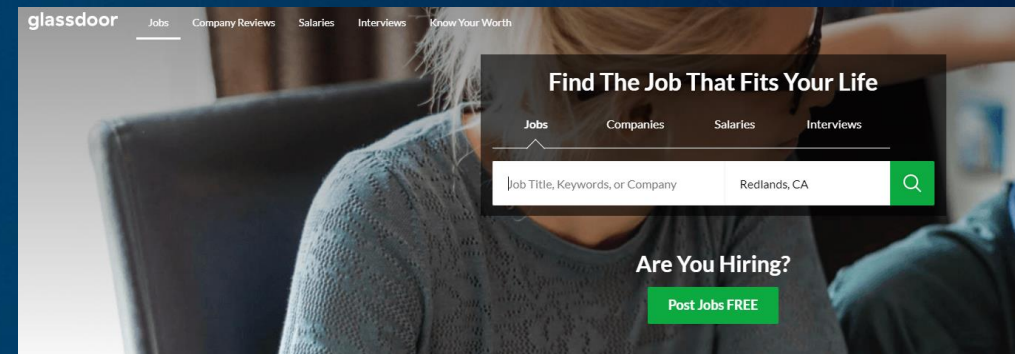 glassdoor Jobs Company Reviews Salaries Interviews Know Your Worth
Find The Job That Fits Your Life
Jobs Companies Salaries Interviews
Job Title, Keywords, or Company Redlands, CA
Are You Hiring?
Post Jobs FREE